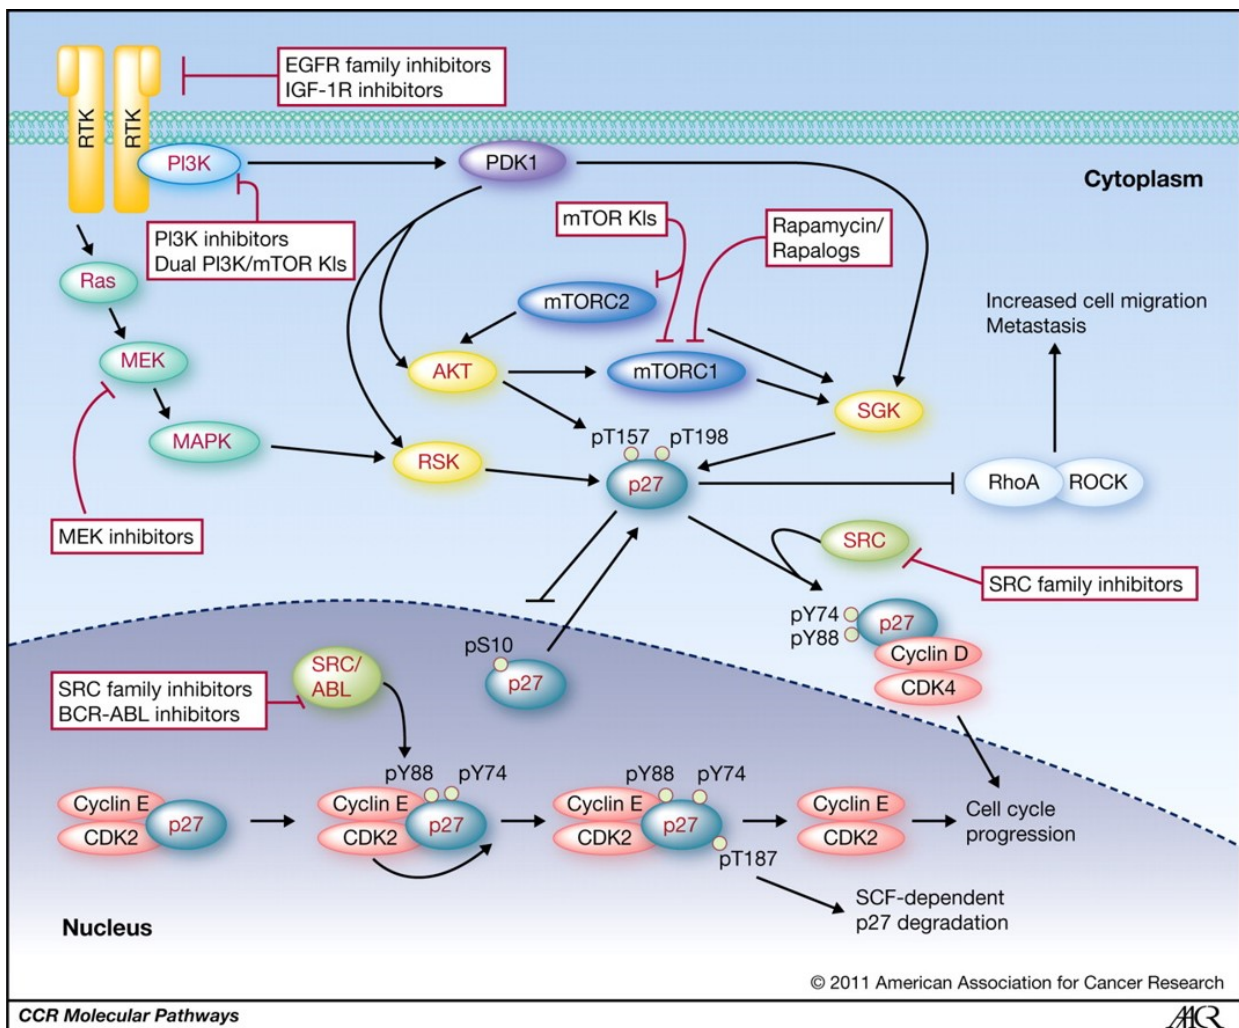 EGFR family inhibitors
IGF-1R inhibitors
RTK
RTK
PI3K
PDK1
Cytoplasm
PI3K inhibitors
Dual PI3K/mTOR KIs
mTOR KIs
Rapamycin/
Rapalogs
Ras
mTORC2
Increased cell migration
Metastasis
MEK
AKT
mTORC1
SGK
MAPK
pT157
pT198
RSK
p27
RhoA
ROCK
MEK inhibitors
SRC
SRC family inhibitors
pY74
pY88
p27
Cyclin D
CDK4
pS10
p27
SRC/
ABL
SRC family inhibitors
BCR-ABL inhibitors
Cyclin E
CDK2
p27
pY88
pY74
Cyclin E
CDK2
p27
pY88
pY74
Cyclin E
CDK2
p27
pT187
Cyclin E
CDK2
Cell cycle
progression
SCF-dependent
p27 degradation
Nucleus
© 2011 American Association for Cancer Research
CCR Molecular Pathways
AACR